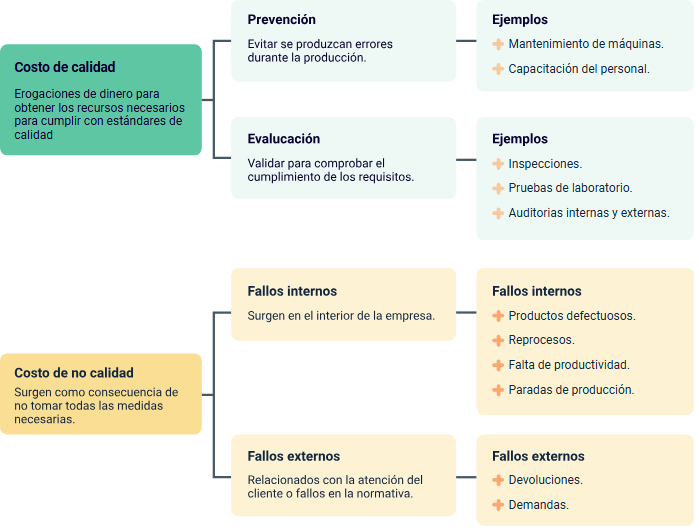 Costo de calidad
Erogaciones de dinero para
obtener los recursos necesarios
para cumplir con estándares de
calidad
Prevención
Evitar se produzcan errores
durante la producción.
Ejemplos
Mantenimiento de máquinas.
Capacitación del personal.
Evalucación
Validar para comprobar el
cumplimiento de los requisitos.
Ejemplos
Inspecciones.
Pruebas de laboratorio.
Auditorias internas y externas.
Costo de no calidad
Surgen como consecuencia de
no tomar todas las medidas
necesarias.
Fallos internos
Surgen en el interior de la empresa.
Fallos internos
Productos defectuosos.
Reprocesos.
Falta de productividad.
Paradas de producción.
Fallos externos
Relacionados con la atención del
cliente o fallos en la normativa.
Fallos externos
Devoluciones.
Demandas.